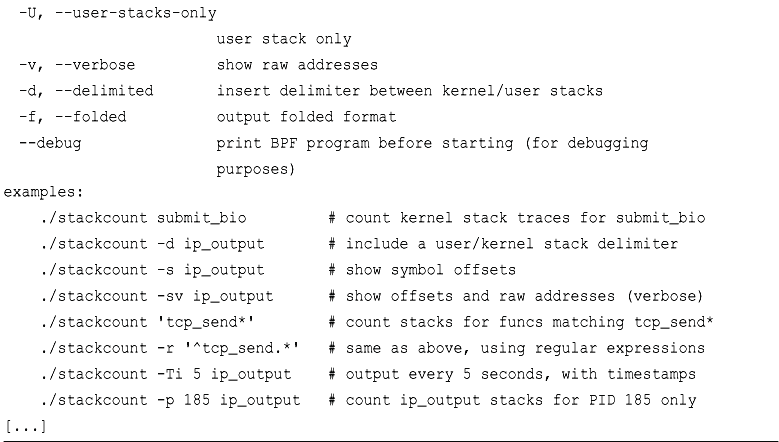 -U, --user-stacks-only
user stack only
-v, --verbose show raw addresses
-d, --delimited insert delimiter between kernel/user stacks
-f, --folded output folded format
--debug print BPF program before starting (for debugging
purposes)
examples:
./stackcount submit_bio # count kernel stack traces for submit_bio
./stackcount -d ip_output # include a user/kernel stack delimiter
./stackcount -s ip_output # show symbol offsets
./stackcount -sv ip_output # show offsets and raw addresses (verbose)
./stackcount 'tcp_send*' # count stacks for funcs matching tcp_send*
./stackcount -r '^tcp_send.*' # same as above, using regular expressions
./stackcount -Ti 5 ip_output # output every 5 seconds, with timestamps
./stackcount -p 185 ip_output # count ip_output stacks for PID 185 only
[...]